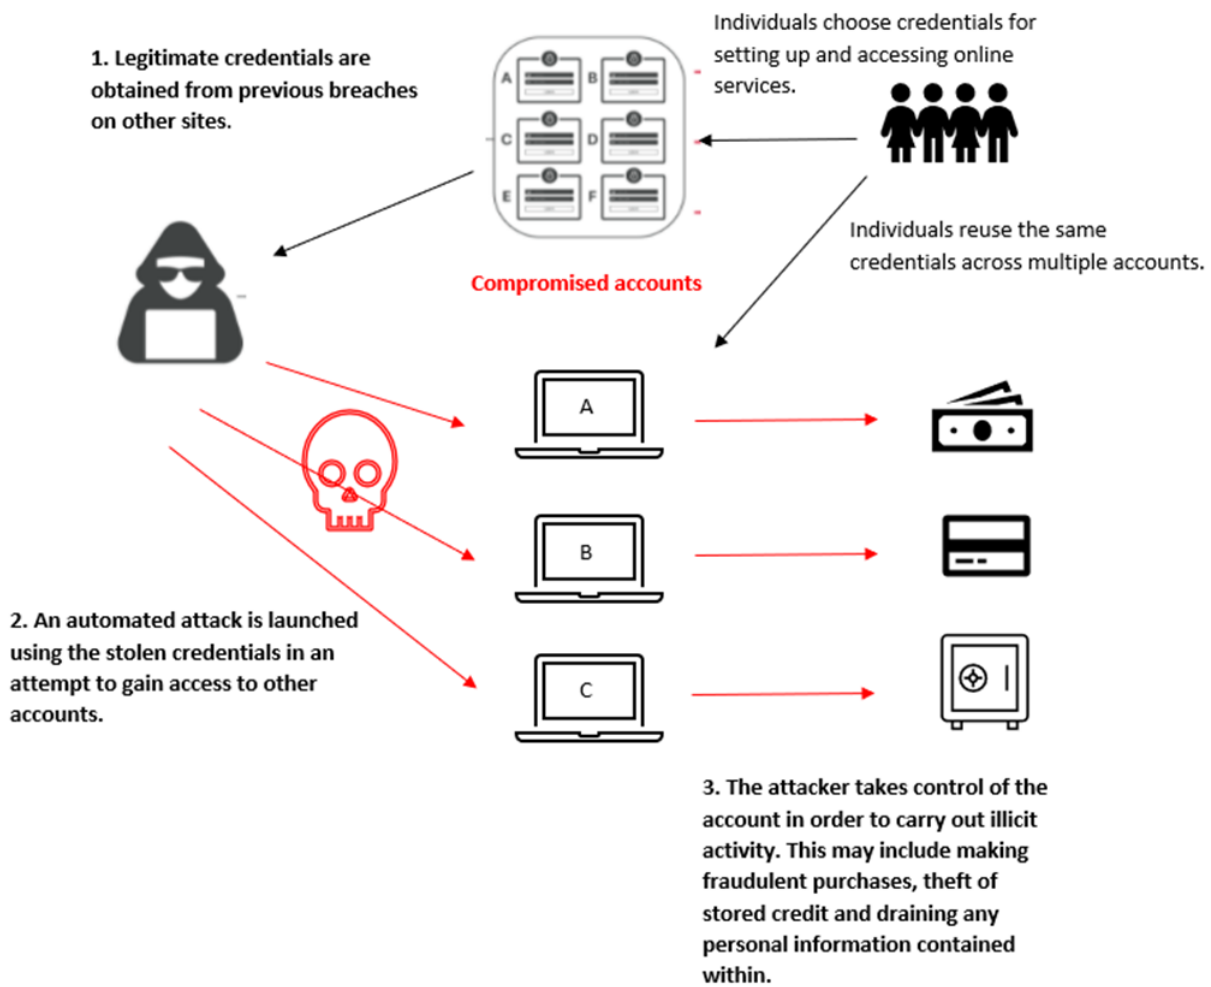 1. Legitimate credentials are
obtained from previous breaches
on other sites.
A
B
C
D
E
F
Individuals choose credentials for
setting up and accessing online
services.
Individuals reuse the same
credentials across multiple accounts.
Compromised accounts
A
B
C
2. An automated attack is launched
using the stolen credentials in an
attempt to gain access to other
accounts.
3. The attacker takes control of the
account in order to carry out illicit
activity. This may include making
fraudulent purchases, theft of
stored credit and draining any
personal information contained
within.